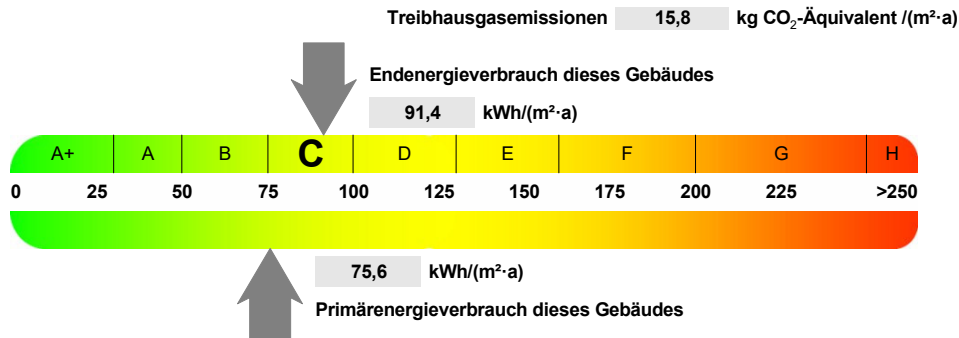 Treibhausgasemissionen 15,8 kg CO₂-Äquivalent /(m²·a)
Endenergieverbrauch dieses Gebäudes
91,4 kWh/(m²·a)
A+ A B C D E F G H
0 25 50 75 100 125 150 175 200 225 >250
75,6 kWh/(m²·a)
Primärenergieverbrauch dieses Gebäudes